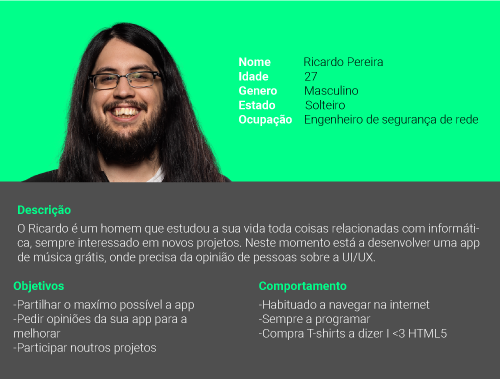 Nome Ricardo Pereira
Idade 27
Genero Masculino
Estado Solteiro
Ocupação Engenheiro de segurança de rede
Descrição
O Ricardo é um homem que estudou a sua vida toda coisas relacionadas com informáti-
ca, sempre interessado em novos projetos. Neste momento está a desenvolver uma app
de música grátis, onde precisa da opinião de pessoas sobre a UI/UX.
Objetivos
-Partilhar o maxímo possível a app
-Pedir opiniões da sua app para a
melhorar
-Participar noutros projetos
Comportamento
-Habituado a navegar na internet
-Sempre a programar
-Compra T-shirts a dizer I <3 HTML5